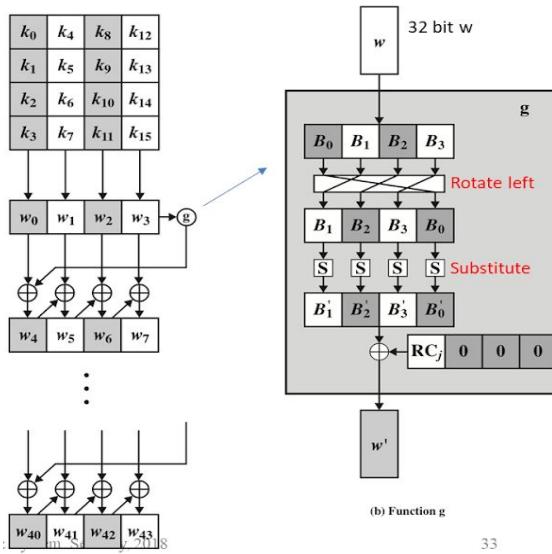 k0 k4 k8 k12
k1 k5 k9 k13
k2 k6 k10 k14
k3 k7 k11 k15
w0 w1 w2 w3 g
w4 w5 w6 w7
w40 w41 w42 w43
w 32 bit w
g
B0 B1 B2 B3
Rotate left
B1 B2 B3 B0
S S S S Substitute
B'1 B'2 B'3 B'0
RCj 0 0 0
w'
(b) Function g
2018
33